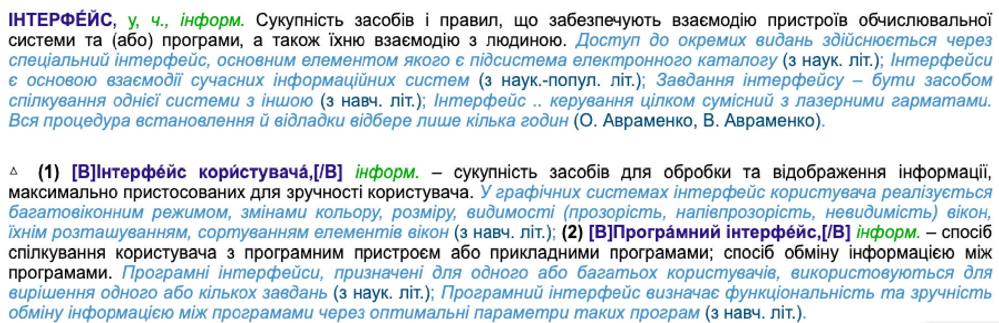 ІНТЕРФЕ́ЙС, у, ч., інформ. Сукупність засобів і правил, що забезпечують взаємодію пристроїв обчислювальної
системи та (або) програми, а також їхню взаємодію з людиною. Доступ до окремих видань здійснюється через
спеціальний інтерфейс, основним елементом якого є підсистема електронного каталогу (з наук. літ.); Інтерфейси
є основою взаємодії сучасних інформаційних систем (з наук.-попул. літ.); Завдання інтерфейсу – бути засобом
спілкування однієї системи з іншою (з навч. літ.); Інтерфейс .. керування цілком сумісний з лазерними гарматами.
Вся процедура встановлення й відладки відбере лише кілька годин (О. Авраменко, В. Авраменко).
△ (1) [B]Інтерфе́йс кори́стувача́,[/B] інформ. – сукупність засобів для обробки та відображення інформації,
максимально пристосованих для зручності користувача. У графічних системах інтерфейс користувача реалізується
багатовіконним режимом, змінами кольору, розміру, видимості (прозорість, напівпрозорість, невидимість) вікон,
їхнім розташуванням, сортуванням елементів вікон (з навч. літ.); (2) [B]Програ́мний інтерфе́йс,[/B] інформ. – спосіб
спілкування користувача з програмним пристроєм або прикладними програмами; спосіб обміну інформацією між
програмами. Програмні інтерфейси, призначені для одного або багатьох користувачів, використовуються для
вирішення одного або кількох завдань (з наук. літ.); Програмний інтерфейс визначає функціональність та зручність
обміну інформацією між програмами через оптимальні параметри таких програм (з навч. літ.).